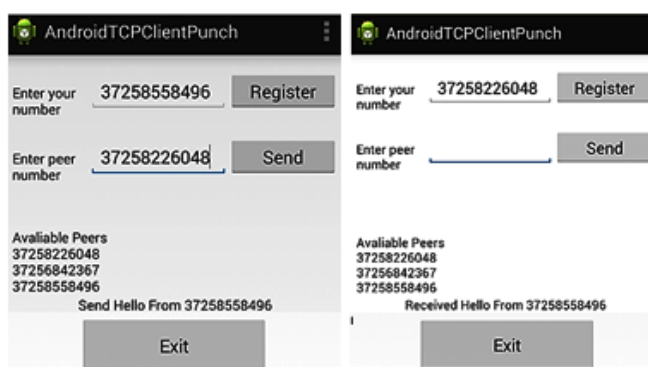 AndroidTCPClientPunch
Enter your number
37258558496
Register
Enter peer number
37258226048
Send
Avaliable Peers
37258226048
37256842367
37258558496
Send Hello From 37258558496
Exit
AndroidTCPClientPunch
Enter your number
37258226048
Register
Enter peer number
Send
Avaliable Peers
37258226048
37256842367
37258558496
Received Hello From 37258558496
Exit